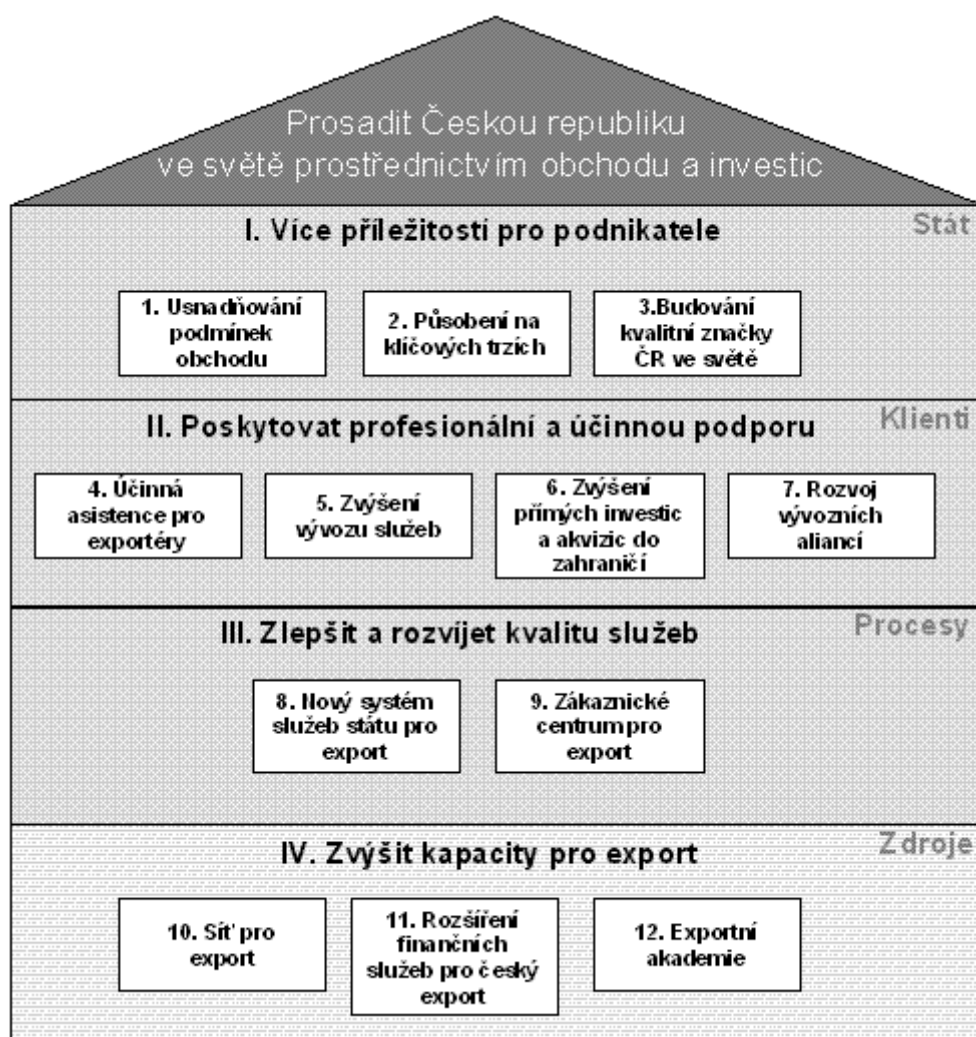 Prosadit Českou republiku
ve světě prostřednictvím obchodu a investic
I. Více příležitostí pro podnikatele
Stát
1. Usnadňování
podmínek
obchodu
2. Působení na
klíčových trzích
3.Budování
kvalitní značky
ČR ve světě
II. Poskytovat profesionální a účinnou podporu
Klienti
4. Účinná
asistence pro
exportéry
5. Zvýšení
vývozu služeb
6. Zvýšení
přímých investic
a akvizic do
zahraničí
7. Rozvoj
vývozních
aliancí
III. Zlepšit a rozvíjet kvalitu služeb
Procesy
8. Nový systém
služeb státu pro
export
9. Zákaznické
centrum pro
export
IV. Zvýšit kapacity pro export
Zdroje
10. Síť pro
export
11. Rozšíření
finančních
služeb pro český
export
12. Exportní
akademie